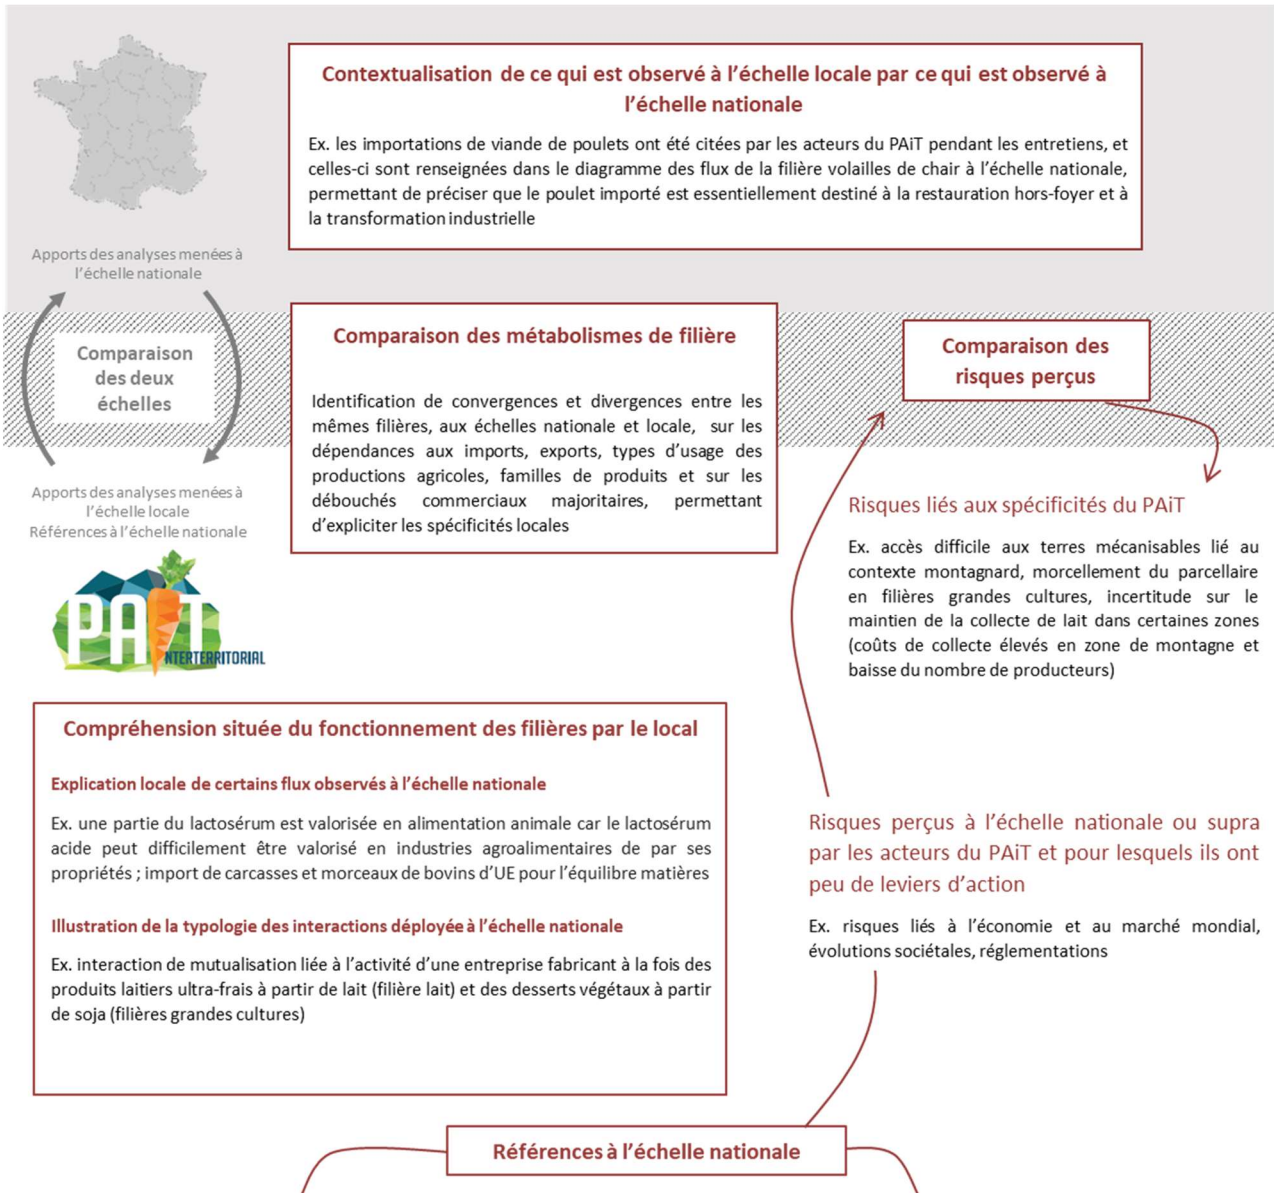 Contextualisation de ce qui est observé à l’échelle locale par ce qui est observé à
l’échelle nationale
Ex. les importations de viande de poulets ont été citées par les acteurs du PAiT pendant les entretiens, et
celles-ci sont renseignées dans le diagramme des flux de la filière volailles de chair à l’échelle nationale,
permettant de préciser que le poulet importé est essentiellement destiné à la restauration hors-foyer et à
la transformation industrielle
Apports des analyses menées à
l’échelle nationale
Comparaison
des deux
échelles
Apports des analyses menées à
l’échelle locale
Références à l’échelle nationale
PAiT
INTERTERRITORIAL
Comparaison des métabolismes de filière
Identification de convergences et divergences entre les
mêmes filières, aux échelles nationale et locale, sur les
dépendances aux imports, exports, types d’usage des
productions agricoles, familles de produits et sur les
débouchés commerciaux majoritaires, permettant
d’expliciter les spécificités locales
Comparaison des
risques perçus
Risques liés aux spécificités du PAiT
Ex. accès difficile aux terres mécanisables lié au
contexte montagnard, morcellement du parcellaire
en filières grandes cultures, incertitude sur le
maintien de la collecte de lait dans certaines zones
(coûts de collecte élevés en zone de montagne et
baisse du nombre de producteurs)
Compréhension située du fonctionnement des filières par le local
Explication locale de certains flux observés à l’échelle nationale
Ex. une partie du lactosérum est valorisée en alimentation animale car le lactosérum
acide peut difficilement être valorisé en industries agroalimentaires de par ses
propriétés ; import de carcasses et morceaux de bovins d’UE pour l’équilibre matières
Illustration de la typologie des interactions déployée à l’échelle nationale
Ex. interaction de mutualisation liée à l’activité d’une entreprise fabricant à la fois des
produits laitiers ultra-frais à partir de lait (filière lait) et des desserts végétaux à partir
de soja (filières grandes cultures)
Risques perçus à l’échelle nationale ou supra
par les acteurs du PAiT et pour lesquels ils ont
peu de leviers d’action
Ex. risques liés à l’économie et au marché mondial,
évolutions sociétales, réglementations
Références à l’échelle nationale